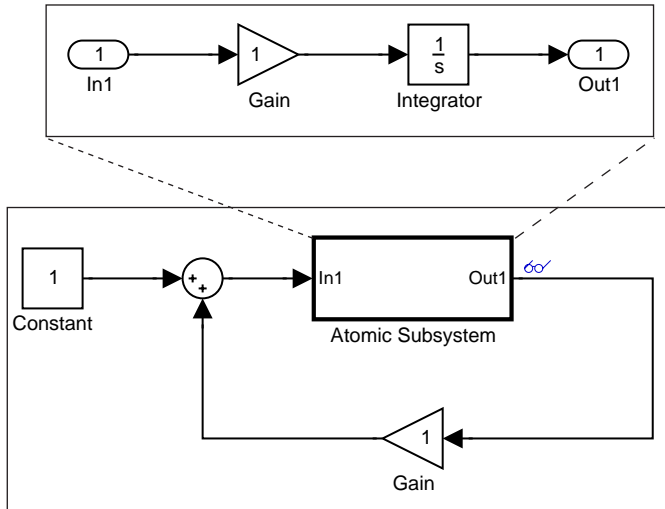 1
1
1
s
1
In1
Gain
Integrator
Out1
1
Constant
+
+
In1
Out1
Atomic Subsystem
1
Gain